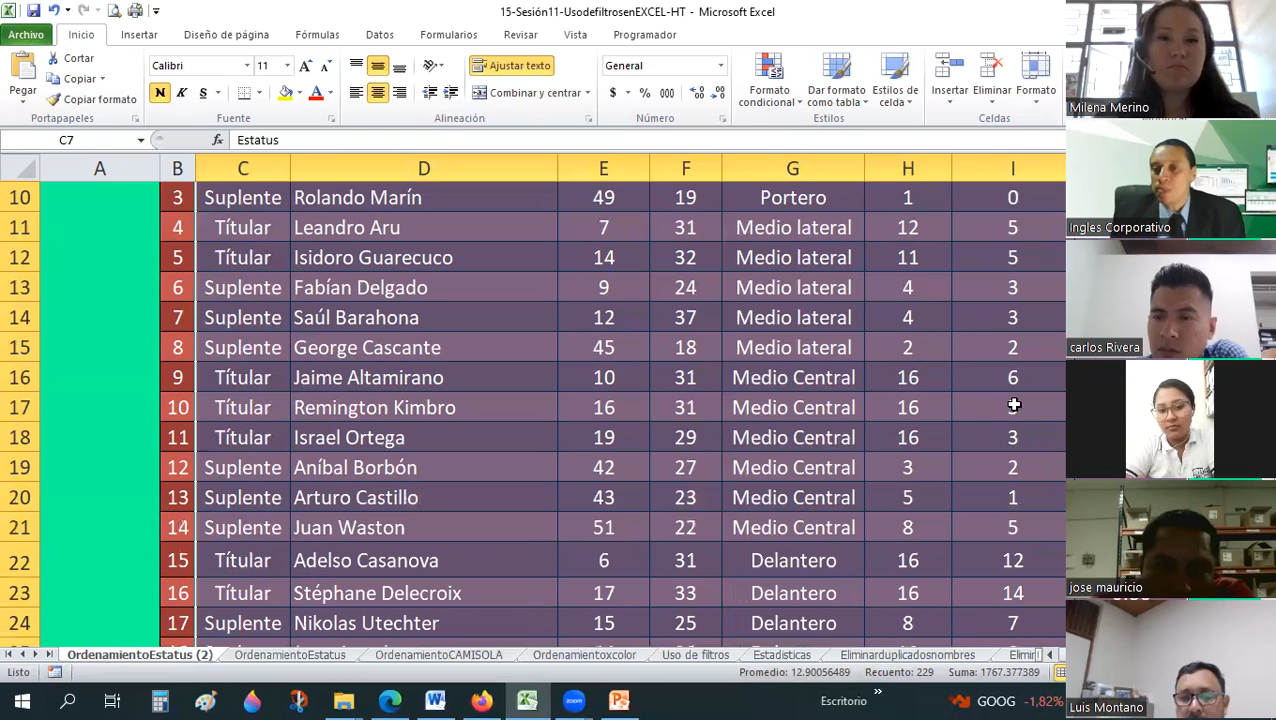 15-Sesión11-UsodefiltrosenEXCEL-HT - Microsoft Excel
Archivo Inicio Insertar Diseño de página Fórmulas Datos Formularios Revisar Vista Programador
Pegar Cortar Copiar Copiar formato
Calibri 11 N K S A A
Ajustar texto Combinar y centrar
General $ % 000
Formato condicional Dar formato como tabla Estilos de celda Insertar Eliminar Formato
Portapapeles Fuente Alineación Número Estilos Celdas
C7 fx Estatus
A B C D E F G H I
10 3 Suplente Rolando Marín 49 19 Portero 1 0
11 4 Títular Leandro Aru 7 31 Medio lateral 12 5
12 5 Títular Isidoro Guarecuco 14 32 Medio lateral 11 5
13 6 Suplente Fabían Delgado 9 24 Medio lateral 4 3
14 7 Suplente Saúl Barahona 12 37 Medio lateral 4 3
15 8 Suplente George Cascante 45 18 Medio lateral 2 2
16 9 Títular Jaime Altamirano 10 31 Medio Central 16 6
17 10 Títular Remington Kimbro 16 31 Medio Central 16
18 11 Títular Israel Ortega 19 29 Medio Central 16 3
19 12 Suplente Aníbal Borbón 42 27 Medio Central 3 2
20 13 Suplente Arturo Castillo 43 23 Medio Central 5 1
21 14 Suplente Juan Waston 51 22 Medio Central 8 5
22 15 Títular Adelso Casanova 6 31 Delantero 16 12
23 16 Títular Stéphane Delacroix 17 33 Delantero 16 14
24 17 Suplente Nikolas Utechter 15 25 Delantero 8 7
OrdenamientoEstatus (2) OrdenamientoEstatus OrdenamientoCAMISOLA Ordenamientoxcolor Uso de filtros Estadísticas Eliminarduplicadosnombres Elimi
Listo Promedio: 12.90056489 Recuento: 229 Suma: 1767.377389
Escritorio » GOOG -1,82%
Milena Merino
Ingles Corporativo
carlos Rivera
jose mauricio
Luis Montano